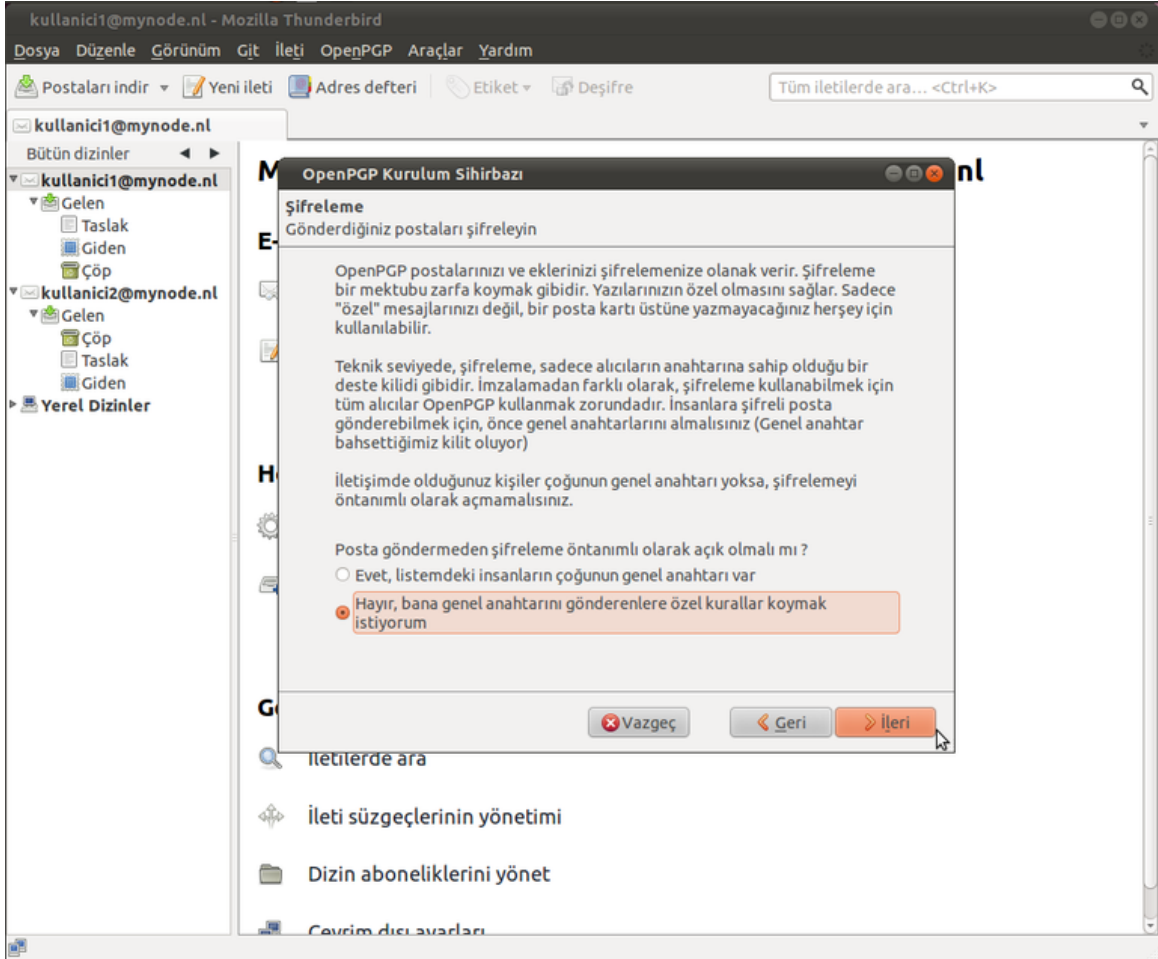 kullanici1@mynode.nl - Mozilla Thunderbird
Dosya Düzenle Görünüm Git İleti OpenPGP Araçlar Yardım
Postaları indir Yeni ileti Adres defteri Etiket Deşifre Tüm iletilerde ara... <Ctrl+K>
kullanici1@mynode.nl
Bütün dizinler
kullanici1@mynode.nl
Gelen
Taslak
Giden
Çöp
kullanici2@mynode.nl
Gelen
Çöp
Taslak
Giden
Yerel Dizinler
nl
OpenPGP Kurulum Sihirbazı
Şifreleme
Gönderdiğiniz postaları şifreleyin
OpenPGP postalarınızı ve eklerinizi şifrelemenize olanak verir. Şifreleme
bir mektubu zarfa koymak gibidir. Yazılarınızın özel olmasını sağlar. Sadece
"özel" mesajlarınızı değil, bir posta kartı üstüne yazmayacağınız herşey için
kullanılabilir.
Teknik seviyede, şifreleme, sadece alıcıların anahtarına sahip olduğu bir
deste kilidi gibidir. İmzalamadan farklı olarak, şifreleme kullanabilmek için
tüm alıcılar OpenPGP kullanmak zorundadır. İnsanlara şifreli posta
gönderebilmek için, önce genel anahtarlarını almalısınız (Genel anahtar
bahsettiğimiz kilit oluyor)
İletişimde olduğunuz kişiler çoğunun genel anahtarı yoksa, şifrelemeyi
öntanımlı olarak açmamalısınız.
Posta göndermeden şifreleme öntanımlı olarak açık olmalı mı ?
Evet, listemdeki insanların çoğunun genel anahtarı var
Hayır, bana genel anahtarını gönderenlere özel kurallar koymak
istiyorum
Vazgeç Geri İleri
İletilerde ara
İleti süzgeçlerinin yönetimi
Dizin aboneliklerini yönet
Çevrim dışı ayarları